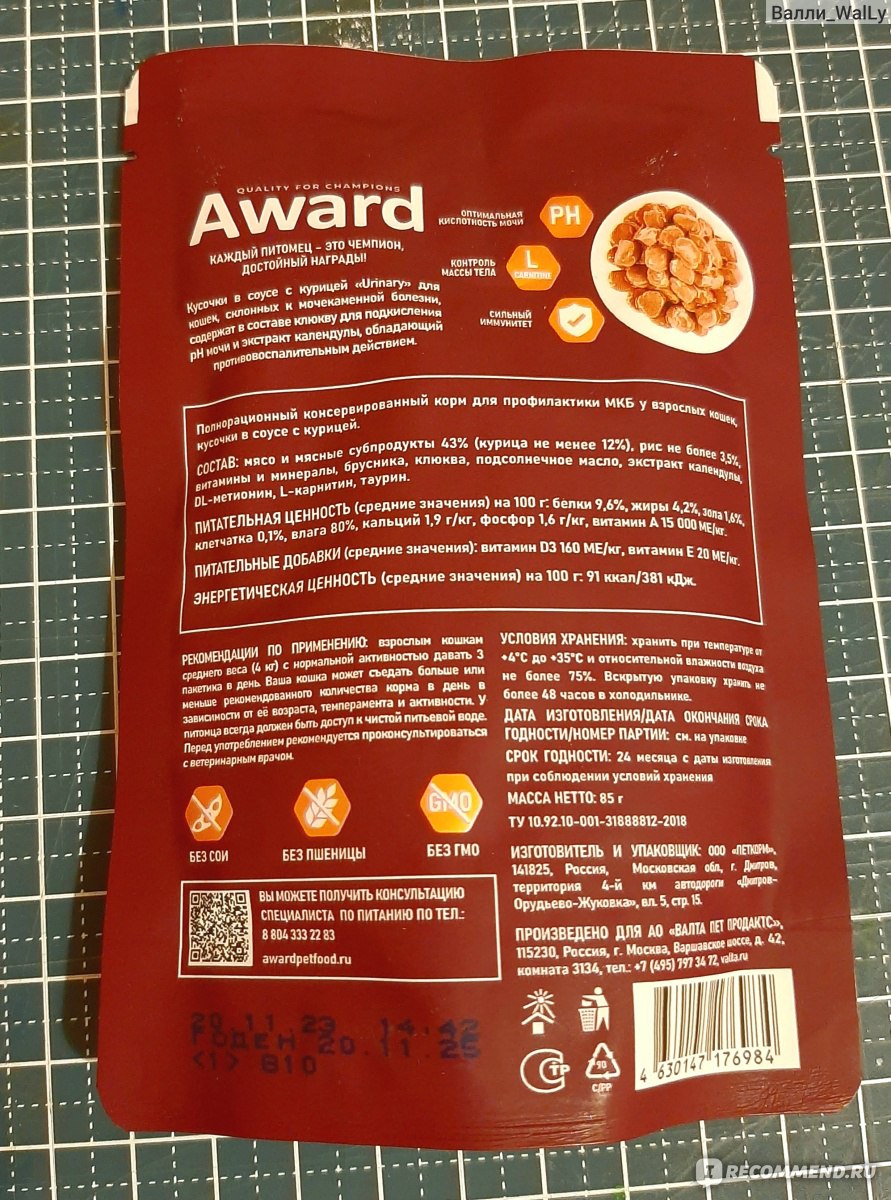 Валли_WalLy
QUALITY FOR CHAMPIONS
Award
КАЖДЫЙ ПИТОМЕЦ – ЭТО ЧЕМПИОН,
ДОСТОЙНЫЙ НАГРАДЫ!
Кусочки в соусе с курицей «Urinary» для
кошек, склонных к мочекаменной болезни,
содержат в составе клюкву для подкисления
pH мочи и экстракт календулы, обладающий
противовоспалительным действием.
ОПТИМАЛЬНАЯ
КИСЛОТНОСТЬ МОЧИ
PH
КОНТРОЛЬ
МАССЫ ТЕЛА
L
CARNITINE
СИЛЬНЫЙ
ИММУНИТЕТ
Полнорационный консервированный корм для профилактики МКБ у взрослых кошек,
кусочки в соусе с курицей.
СОСТАВ: мясо и мясные субпродукты 43% (курица не менее 12%), рис не более 3,5%,
витамины и минералы, брусника, клюква, подсолнечное масло, экстракт календулы,
DL-метионин, L-карнитин, таурин.
ПИТАТЕЛЬНАЯ ЦЕННОСТЬ (средние значения) на 100 г: белки 9,6%, жиры 4,2%, зола 1,6%,
клетчатка 0,1%, влага 80%, кальций 1,9 г/кг, фосфор 1,6 г/кг, витамин А 15 000 МЕ/кг.
ПИТАТЕЛЬНЫЕ ДОБАВКИ (средние значения): витамин D3 160 МЕ/кг, витамин Е 20 МЕ/кг.
ЭНЕРГЕТИЧЕСКАЯ ЦЕННОСТЬ (средние значения) на 100 г: 91 ккал/381 кДж.
РЕКОМЕНДАЦИИ ПО ПРИМЕНЕНИЮ: взрослым кошкам
среднего веса (4 кг) с нормальной активностью давать 3
пакетика в день. Ваша кошка может съедать больше или
меньше рекомендованного количества корма в день в
зависимости от её возраста, темперамента и активности. У
питомца всегда должен быть доступ к чистой питьевой воде.
Перед употреблением рекомендуется проконсультироваться
с ветеринарным врачом.
БЕЗ СОИ
БЕЗ ПШЕНИЦЫ
GMO
БЕЗ ГМО
ВЫ МОЖЕТЕ ПОЛУЧИТЬ КОНСУЛЬТАЦИЮ
СПЕЦИАЛИСТА ПО ПИТАНИЮ ПО ТЕЛ.:
8 804 333 22 83
awardpetfood.ru
20 11 23 14:42
ГОДЕН 20.11.25
<1> 810
УСЛОВИЯ ХРАНЕНИЯ: хранить при температуре от
+4°С до +35°С и относительной влажности воздуха
не более 75%. Вскрытую упаковку хранить не
более 48 часов в холодильнике.
ДАТА ИЗГОТОВЛЕНИЯ/ДАТА ОКОНЧАНИЯ СРОКА
ГОДНОСТИ/НОМЕР ПАРТИИ: см. на упаковке
СРОК ГОДНОСТИ: 24 месяца с даты изготовления
при соблюдении условий хранения
МАССА НЕТТО: 85 г
ТУ 10.92.10-001-31888812-2018
ИЗГОТОВИТЕЛЬ И УПАКОВЩИК: ООО «ПЕТКОРМ»,
141825, Россия, Московская обл., г. Дмитров,
территория 4-й км автодороги «Дмитров-
Орудьево-Жуковка», вл. 5, стр. 15.
ПРОИЗВЕДЕНО ДЛЯ АО «ВАЛТА ПЕТ ПРОДАКТС»,
115230, Россия, г. Москва, Варшавское шоссе, д. 42,
комната 3134, тел.: +7 (495) 797 34 72, valta.ru
СТР
90
C/PP
4 630147 176984
IRECOMMEND.RU